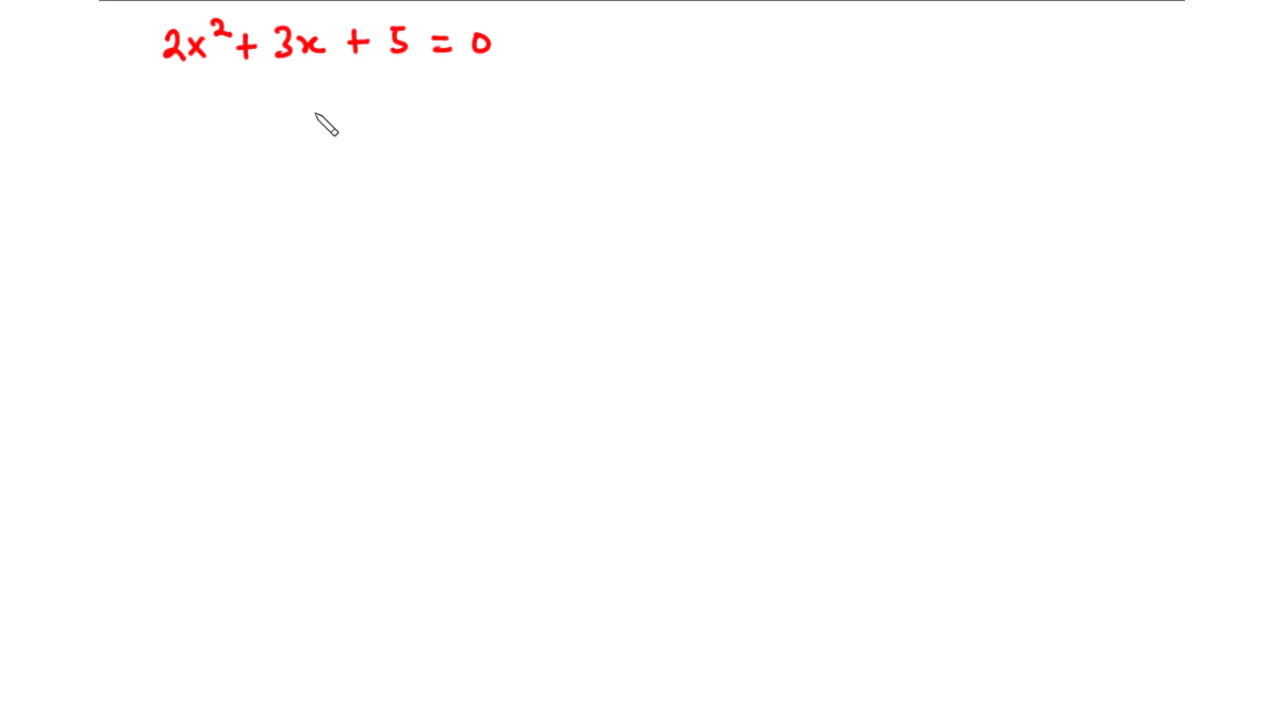 2x² + 3x + 5 = 0